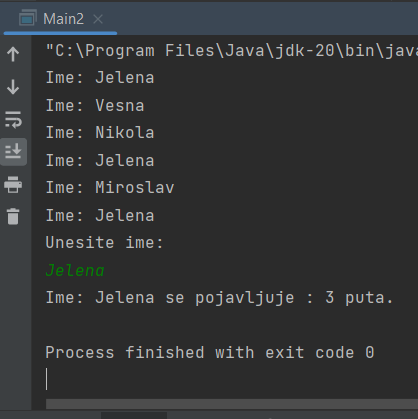 Main2
"C:\Program Files\Java\jdk-20\bin\java
Ime: Jelena
Ime: Vesna
Ime: Nikola
Ime: Jelena
Ime: Miroslav
Ime: Jelena
Unesite ime:
Jelena
Ime: Jelena se pojavljuje : 3 puta.
Process finished with exit code 0